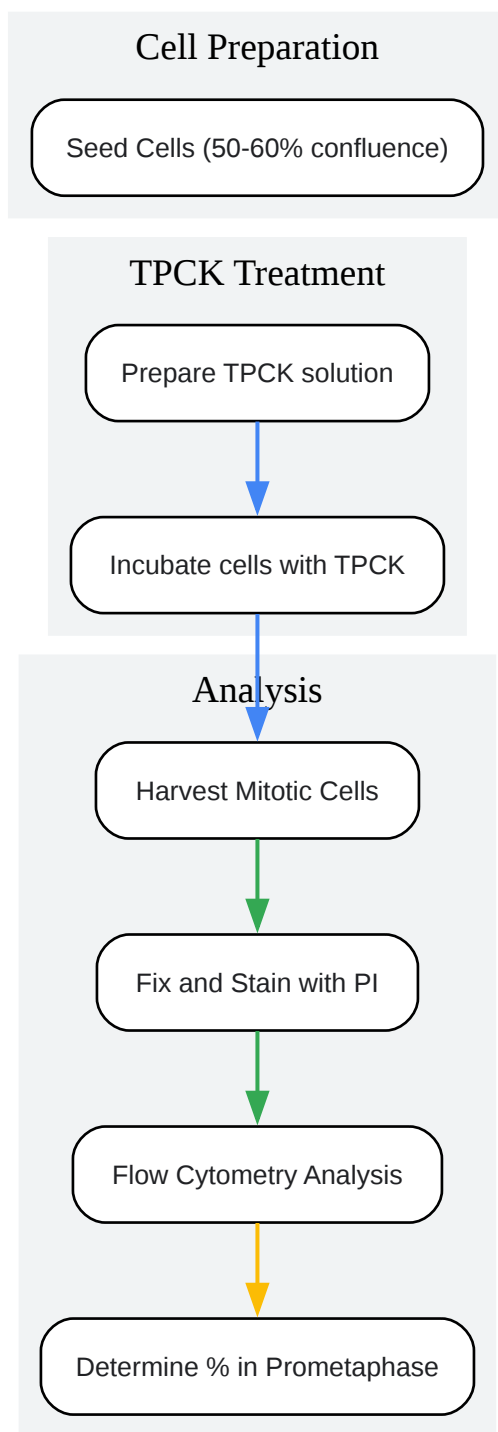 Cell Preparation
Seed Cells (50-60% confluence)
TPCK Treatment
Prepare TPCK solution
Incubate cells with TPCK
Analysis
Harvest Mitotic Cells
Fix and Stain with PI
Flow Cytometry Analysis
Determine % in Prometaphase